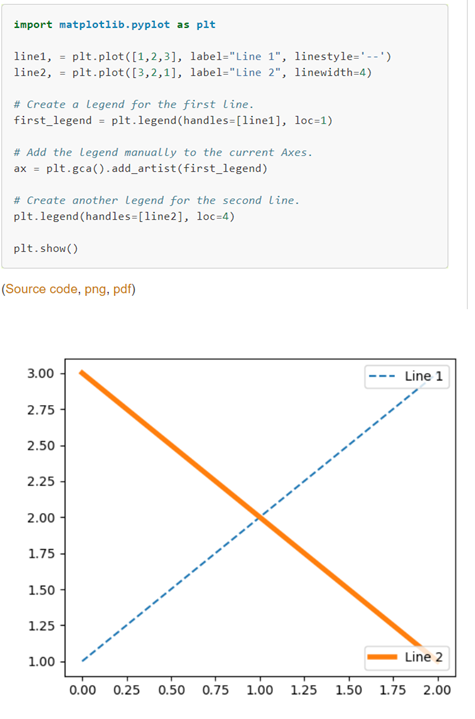 import matplotlib.pyplot as plt
line1, = plt.plot([1,2,3], label="Line 1", linestyle='--')
line2, = plt.plot([3,2,1], label="Line 2", linewidth=4)
# Create a legend for the first line.
first_legend = plt.legend(handles=[line1], loc=1)
# Add the legend manually to the current Axes.
ax = plt.gca().add_artist(first_legend)
# Create another legend for the second line.
plt.legend(handles=[line2], loc=4)
plt.show()
(Source code, png, pdf)
3.00
Line 1
2.75
2.50
2.25
2.00
1.75
1.50
1.25
1.00
Line 2
0.00 0.25 0.50 0.75 1.00 1.25 1.50 1.75 2.00